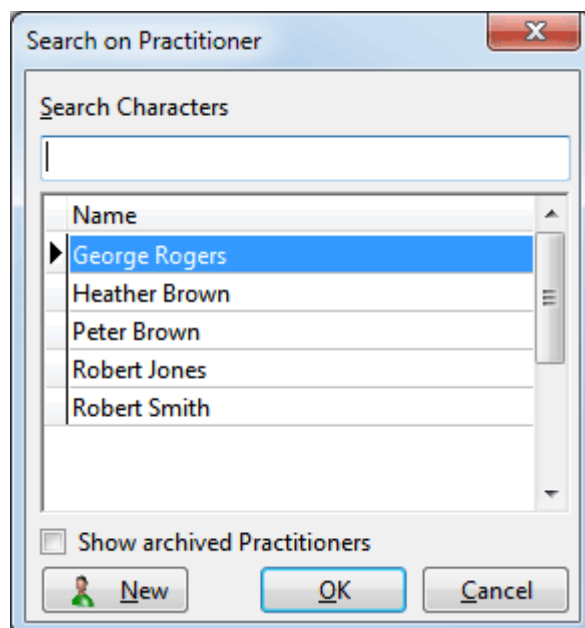 Search on Practitioner
Search Characters
Name
George Rogers
Heather Brown
Peter Brown
Robert Jones
Robert Smith
Show archived Practitioners
New OK Cancel